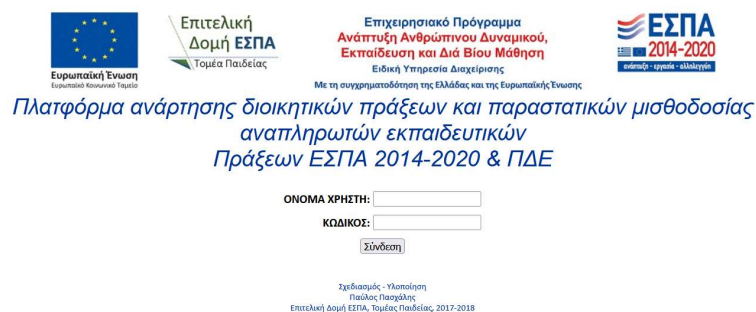 Ευρωπαϊκή Ένωση
Ευρωπαϊκό Κοινωνικό Ταμείο
Επιτελική
Δομή ΕΣΠΑ
Τομέα Παιδείας
Επιχειρησιακό Πρόγραμμα
Ανάπτυξη Ανθρώπινου Δυναμικού,
Εκπαίδευση και Διά Βίου Μάθηση
Ειδική Υπηρεσία Διαχείρισης
Με τη συγχρηματοδότηση της Ελλάδας και της Ευρωπαϊκής Ένωσης
ΕΣΠΑ
2014-2020
ανάπτυξη - εργασία - αλληλεγγύη
Πλατφόρμα ανάρτησης διοικητικών πράξεων και παραστατικών μισθοδοσίας
αναπληρωτών εκπαιδευτικών
Πράξεων ΕΣΠΑ 2014-2020 & ΠΔΕ
ΟΝΟΜΑ ΧΡΗΣΤΗ:
ΚΩΔΙΚΟΣ:
Σύνδεση
Σχεδιασμός - Υλοποίηση
Παύλος Πασχάλης
Επιτελική Δομή ΕΣΠΑ, Τομέας Παιδείας, 2017-2018